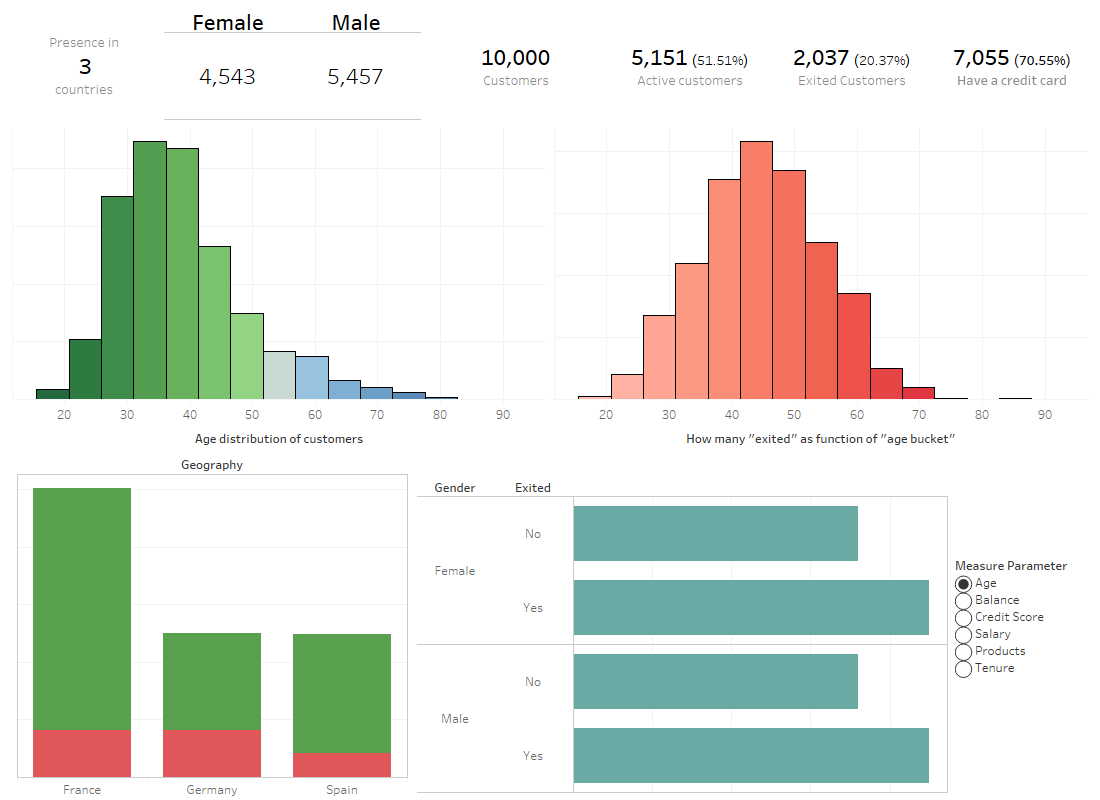 Presence in
3
countries
Female Male
4,543 5,457
10,000
Customers
5,151 (51.51%)
Active customers
2,037 (20.37%)
Exited Customers
7,055 (70.55%)
Have a credit card
20 30 40 50 60 70 80 90
Age distribution of customers
20 30 40 50 60 70 80 90
How many "exited" as function of "age bucket"
Geography
France Germany Spain
Gender Exited
Female
No
Yes
Male
No
Yes
Measure Parameter
Age
Balance
Credit Score
Salary
Products
Tenure